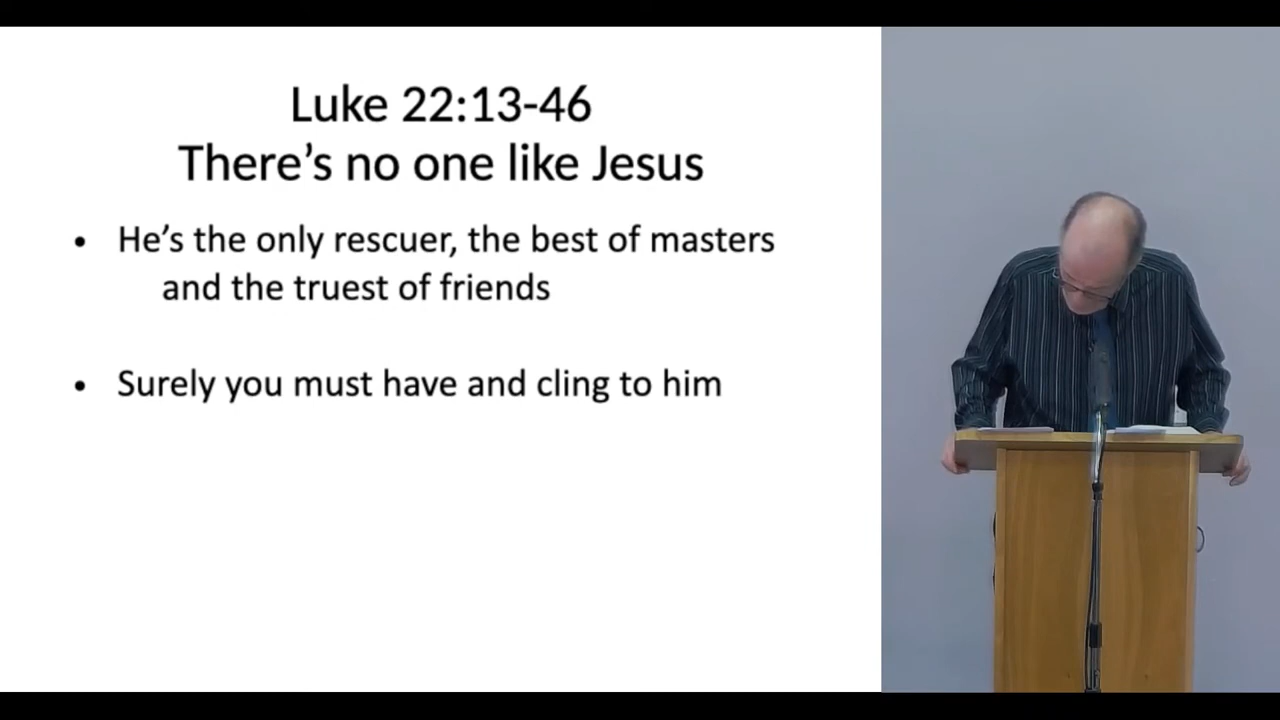 Luke 22:13-46
There’s no one like Jesus
• He’s the only rescuer, the best of masters
and the truest of friends
• Surely you must have and cling to him